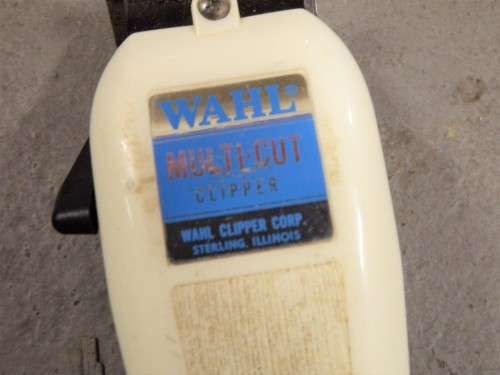 WAHL®
MULTI-CUT
CLIPPER
WAHL CLIPPER CORP.
STERLING, ILLINOIS